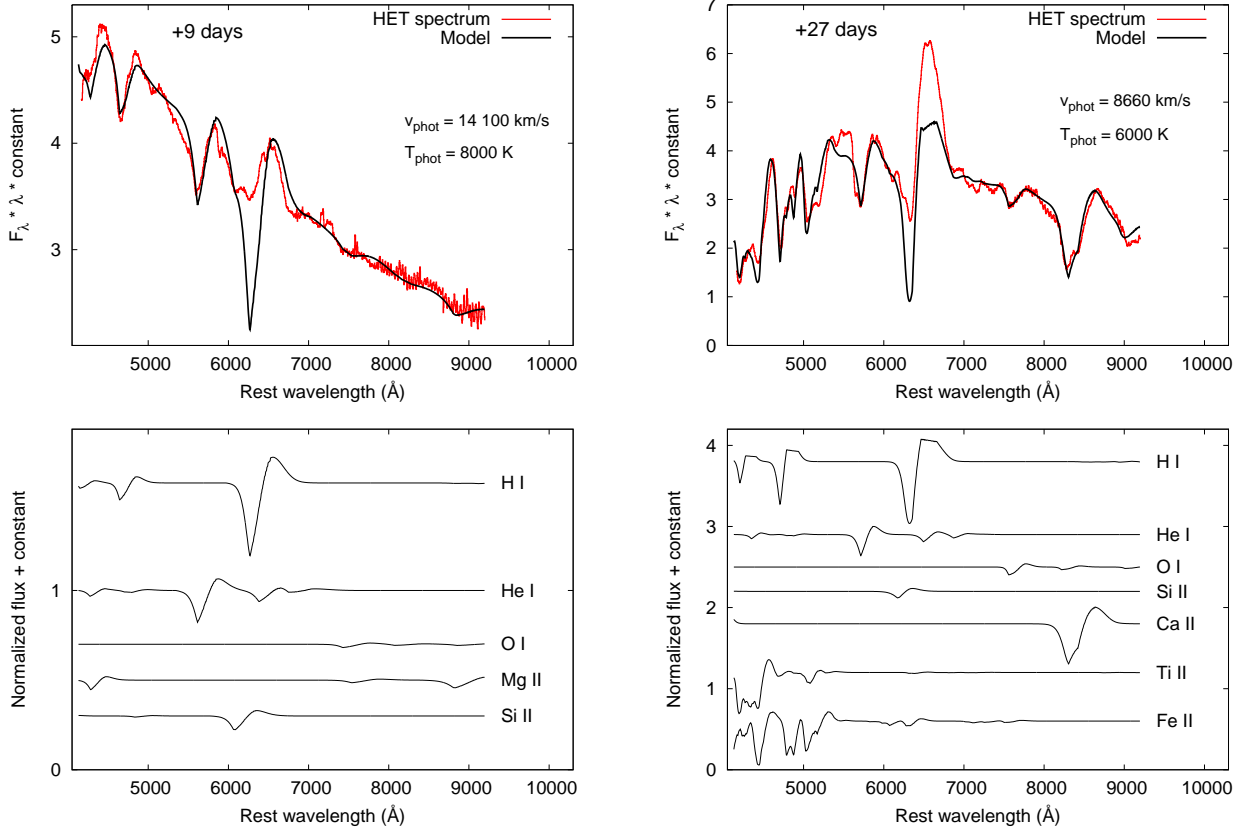 +9 days
HET spectrum
Model
v_phot = 14 100 km/s
T_phot = 8000 K
F_λ * λ * constant
5
4
3
5000 6000 7000 8000 9000 10000
Rest wavelength (Å)
+27 days
HET spectrum
Model
v_phot = 8660 km/s
T_phot = 6000 K
F_λ * λ * constant
7
6
5
4
3
2
1
0
5000 6000 7000 8000 9000 10000
Rest wavelength (Å)
H I
He I
O I
Mg II
Si II
Normalized flux + constant
1
0
5000 6000 7000 8000 9000 10000
Rest wavelength (Å)
H I
He I
O I
Si II
Ca II
Ti II
Fe II
Normalized flux + constant
4
3
2
1
0
5000 6000 7000 8000 9000 10000
Rest wavelength (Å)